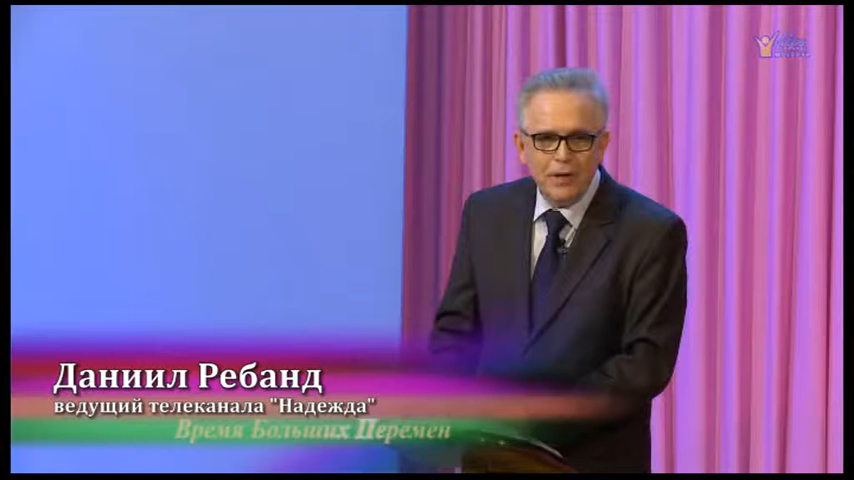 Даниил Ребанд
ведущий телеканала "Надежда"
Время Больших Перемен